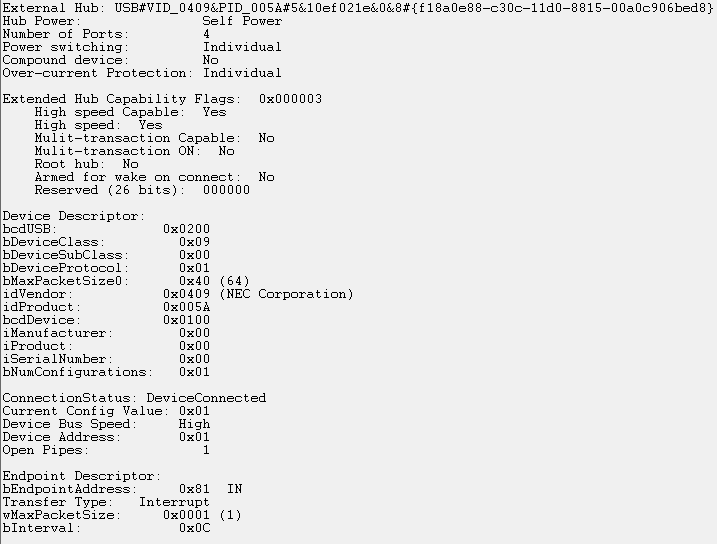 External Hub: USB#VID_0409&PID_005A#5&10ef021e&0&8#{f18a0e88-c30c-11d0-8815-00a0c906bed8}
Hub Power: Self Power
Number of Ports: 4
Power switching: Individual
Compound device: No
Over-current Protection: Individual
Extended Hub Capability Flags: 0x000003
High speed Capable: Yes
High speed: Yes
Mulit-transaction Capable: No
Mulit-transaction ON: No
Root hub: No
Armed for wake on connect: No
Reserved (26 bits): 000000
Device Descriptor:
bcdUSB: 0x0200
bDeviceClass: 0x09
bDeviceSubClass: 0x00
bDeviceProtocol: 0x01
bMaxPacketSize0: 0x40 (64)
idVendor: 0x0409 (NEC Corporation)
idProduct: 0x005A
bcdDevice: 0x0100
iManufacturer: 0x00
iProduct: 0x00
iSerialNumber: 0x00
bNumConfigurations: 0x01
ConnectionStatus: DeviceConnected
Current Config Value: 0x01
Device Bus Speed: High
Device Address: 0x01
Open Pipes: 1
Endpoint Descriptor:
bEndpointAddress: 0x81 IN
Transfer Type: Interrupt
wMaxPacketSize: 0x0001 (1)
bInterval: 0x0C